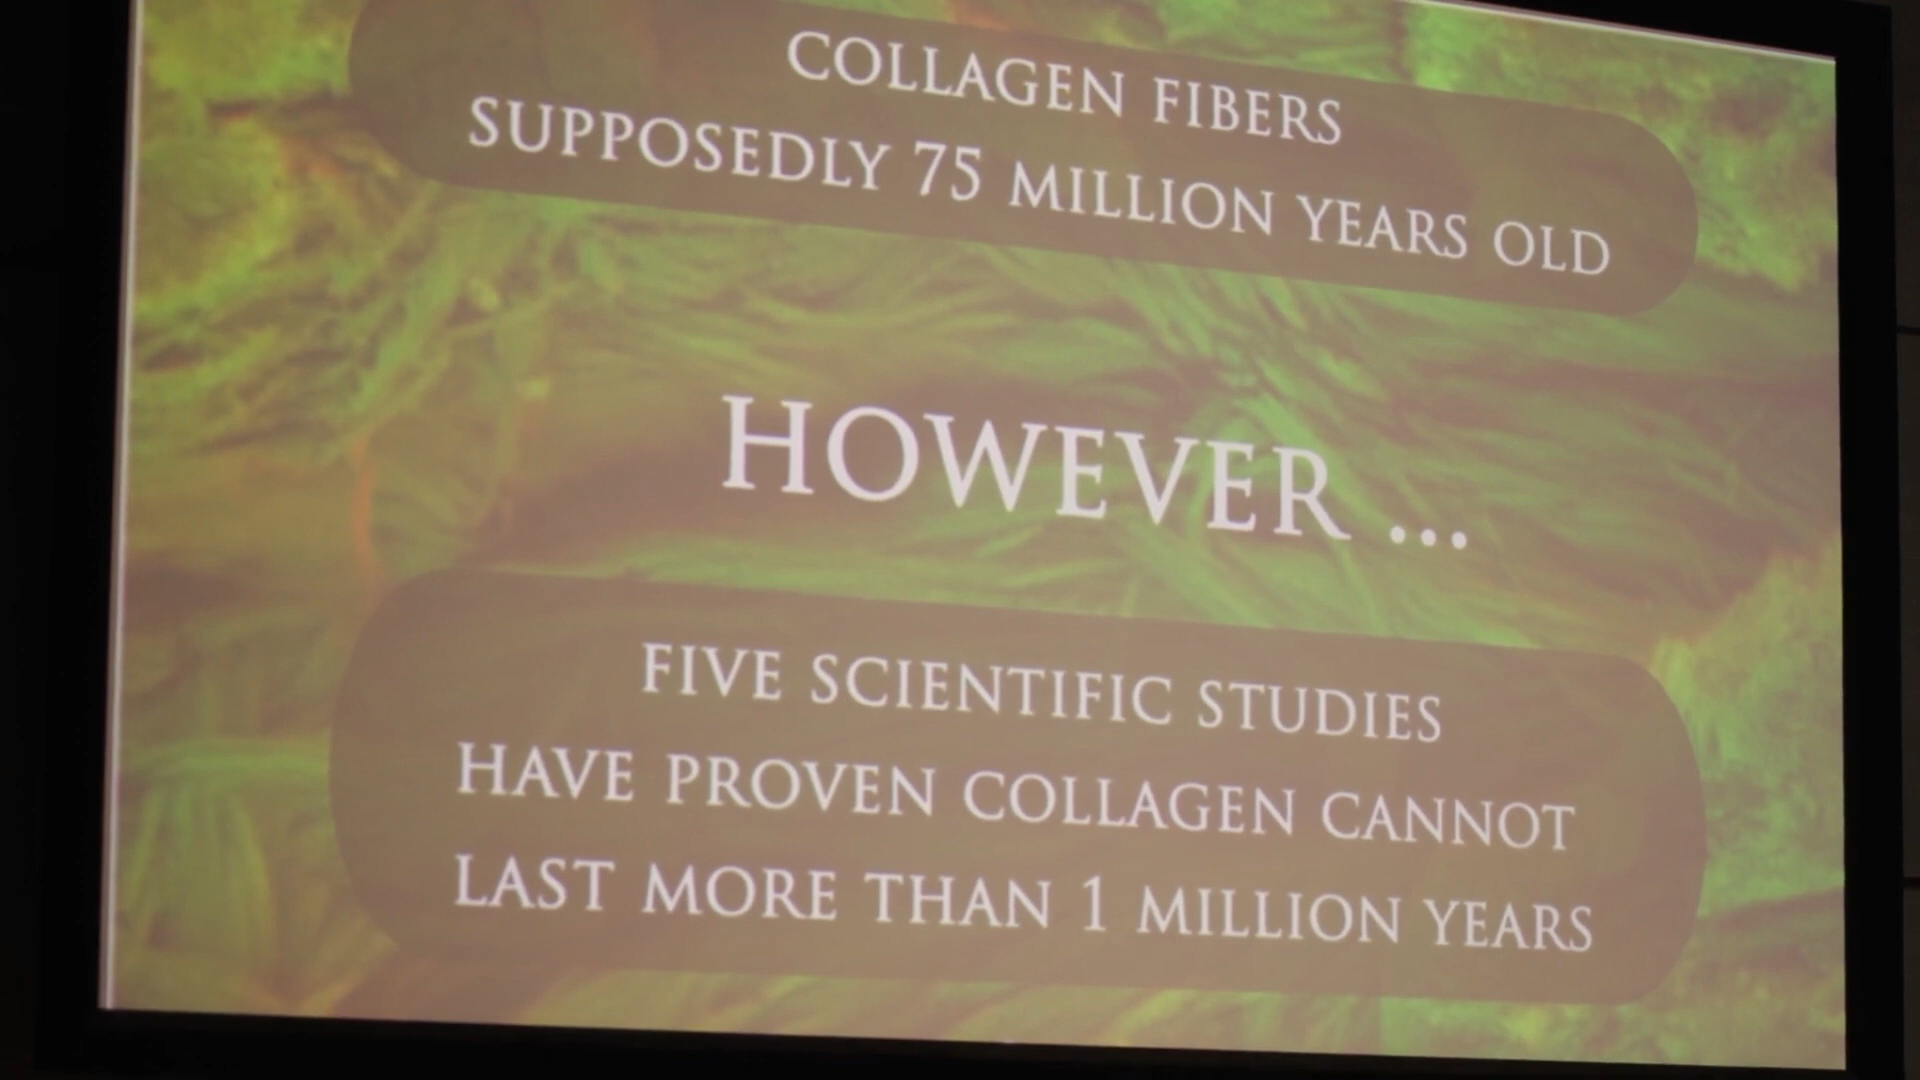 COLLAGEN FIBERS
SUPPOSEDLY 75 MILLION YEARS OLD
HOWEVER ...
FIVE SCIENTIFIC STUDIES
HAVE PROVEN COLLAGEN CANNOT
LAST MORE THAN 1 MILLION YEARS